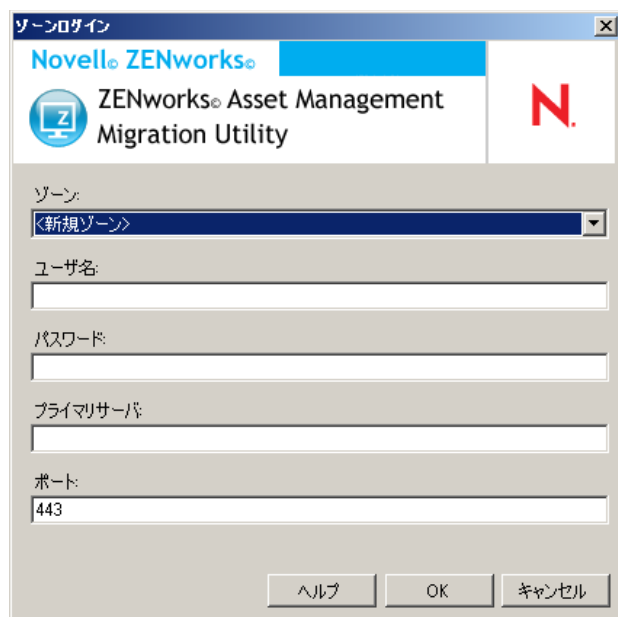 ゾーンログイン
Novell© ZENworks©
ZENworks© Asset Management
Migration Utility
N.
ゾーン:
<新規ゾーン>
ユーザ名:
パスワード:
プライマリサーバ:
ポート:
443
ヘルプ
OK
キャンセル